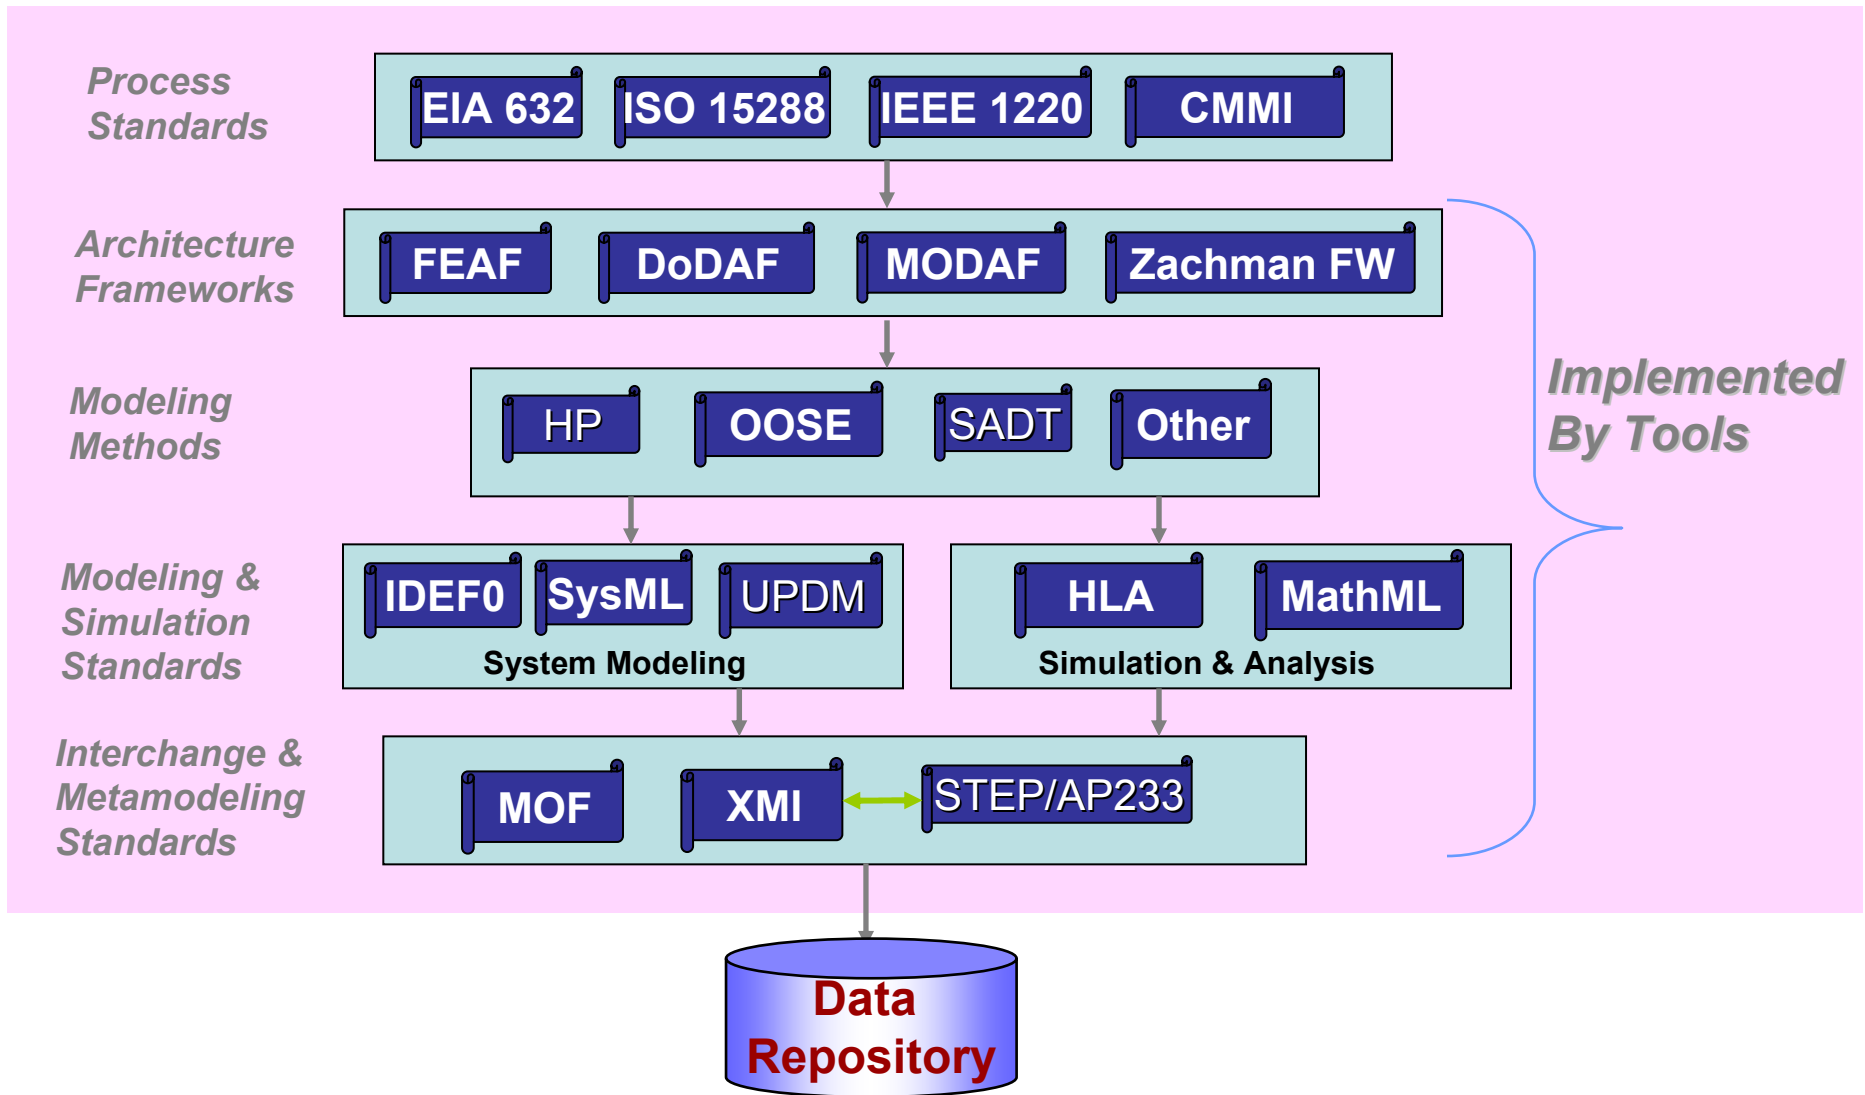 Process
Standards
EIA 632
ISO 15288
IEEE 1220
CMMI
Architecture
Frameworks
FEAF
DoDAF
MODAF
Zachman FW
Modeling
Methods
HP
OOSE
SADT
Other
Implemented
By Tools
Modeling &
Simulation
Standards
IDEF0
SysML
UPDM
System Modeling
HLA
MathML
Simulation & Analysis
Interchange &
Metamodeling
Standards
MOF
XMI
STEP/AP233
Data
Repository